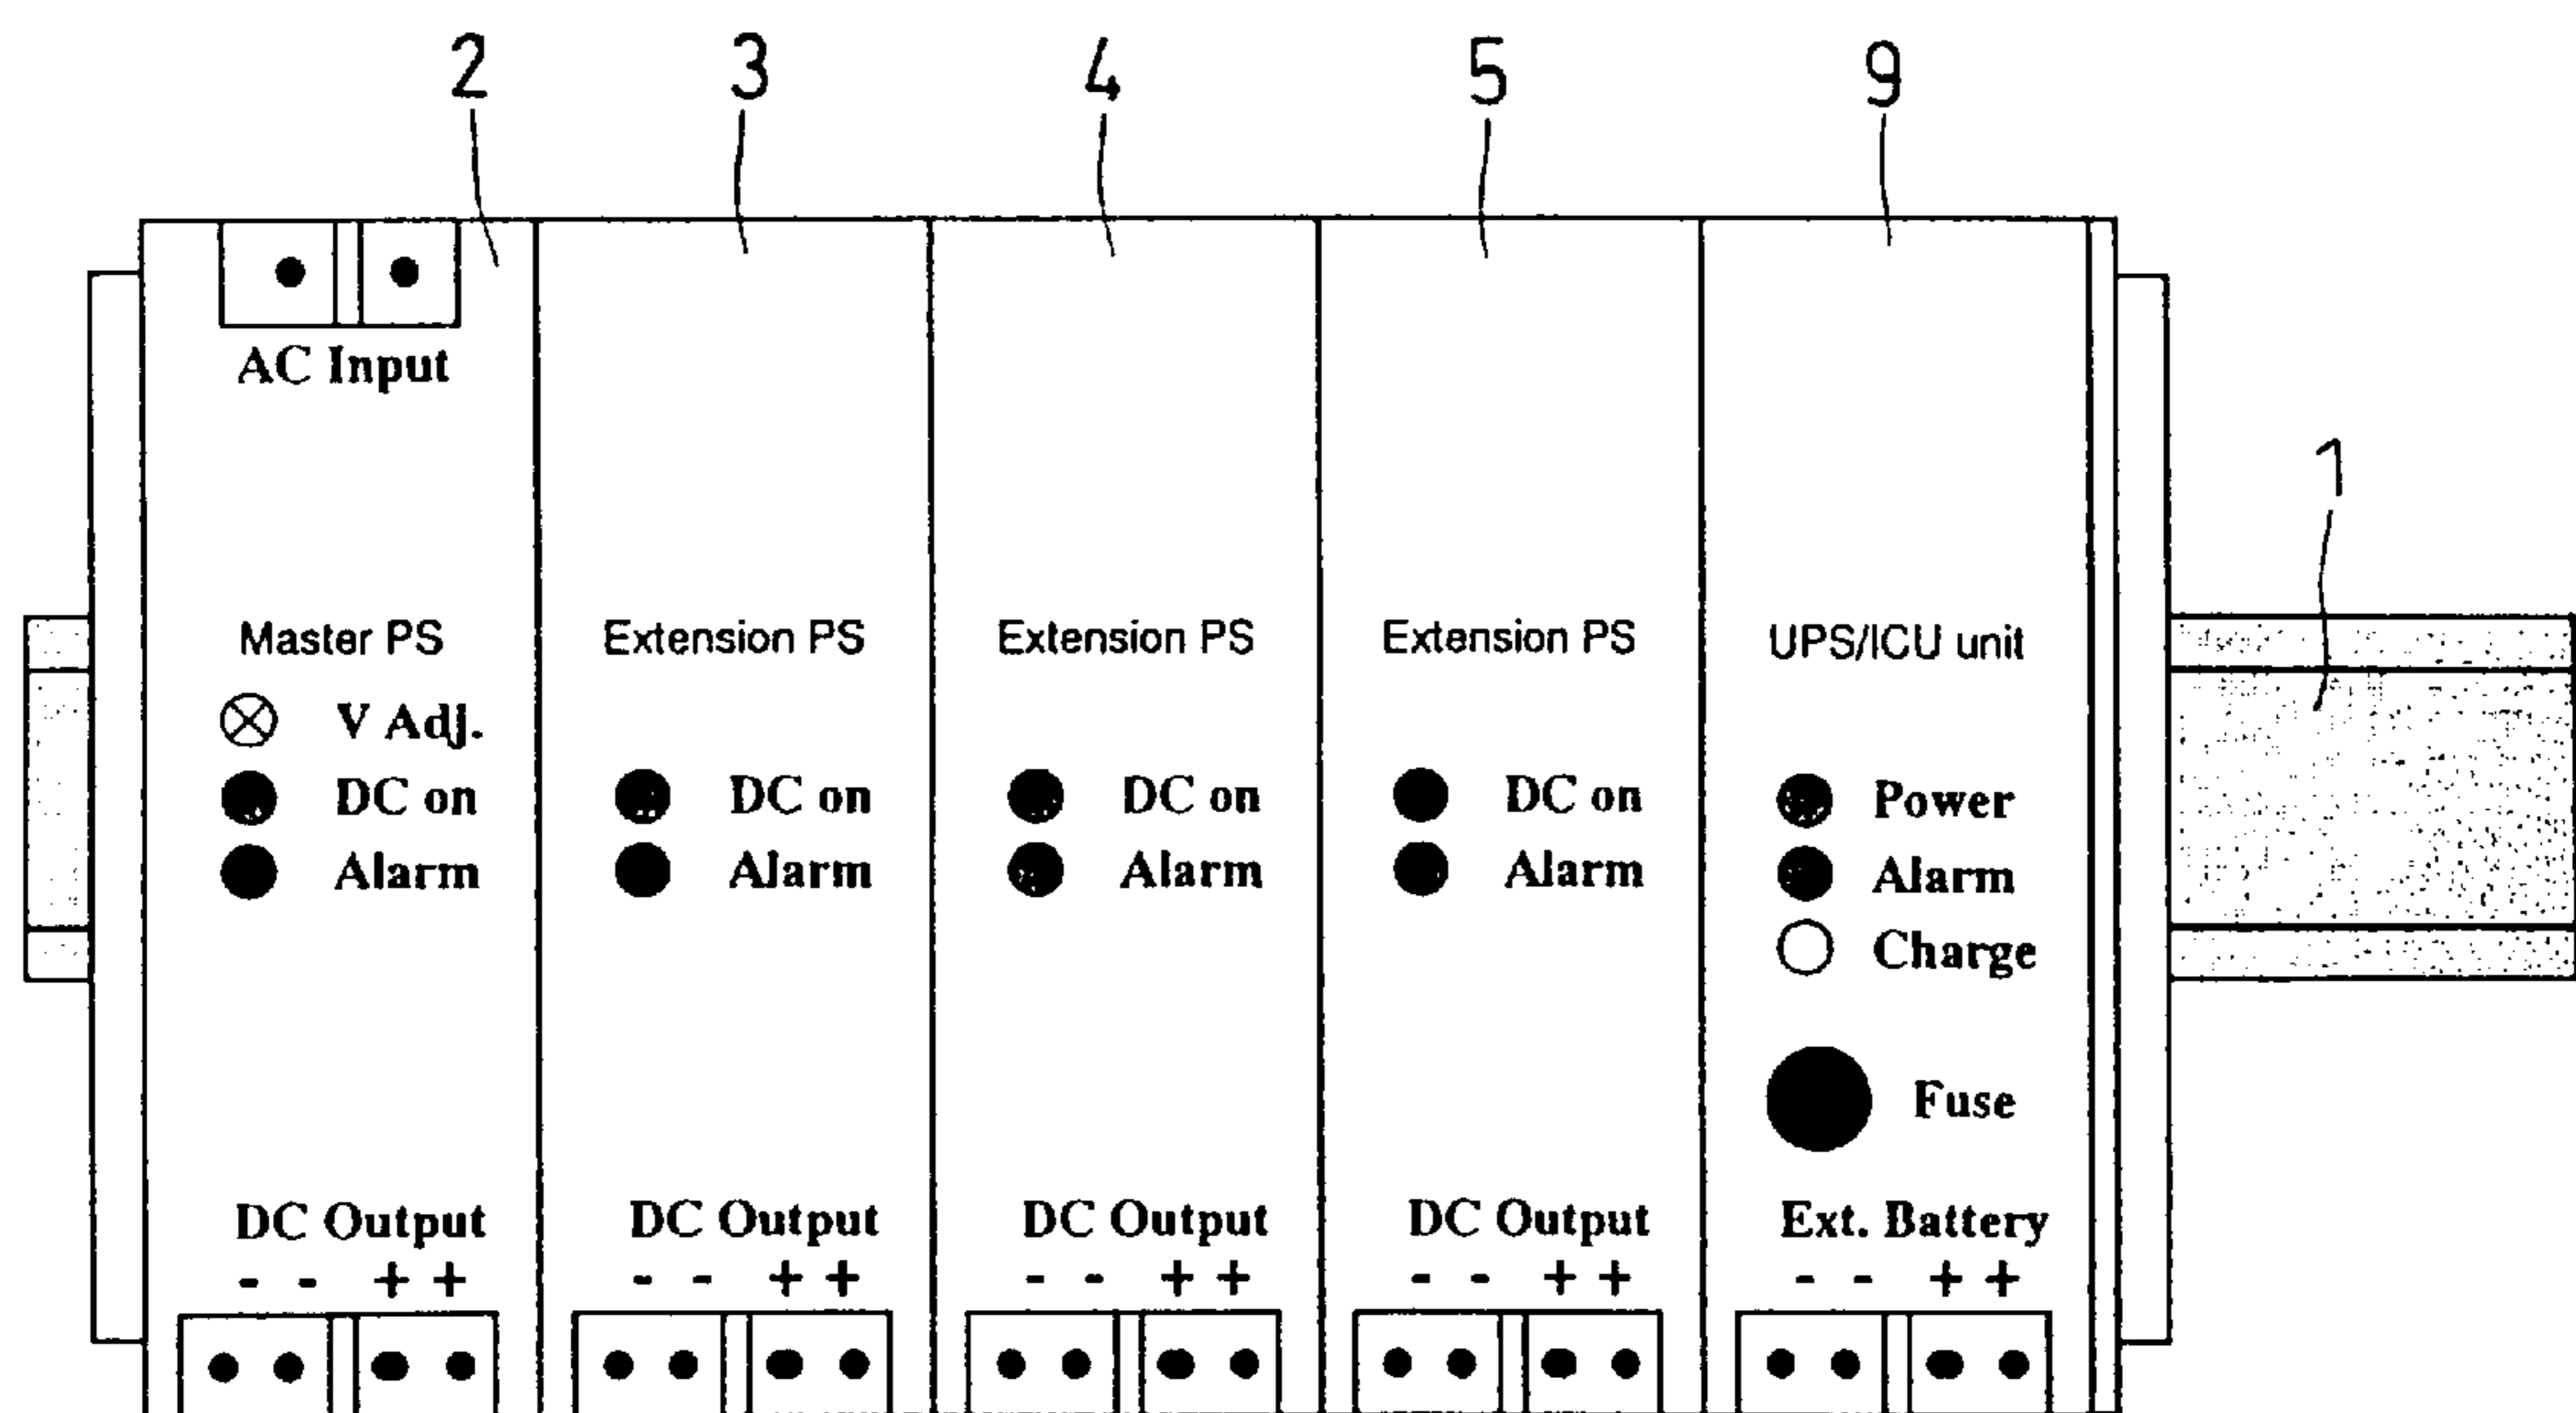 2 3 4 5 9
AC Input
1
Master PS Extension PS Extension PS Extension PS UPS/ICU unit
V Adj.
DC on DC on DC on DC on Power
Alarm Alarm Alarm Alarm Alarm
Charge
Fuse
DC Output DC Output DC Output DC Output Ext. Battery
- - + + - - + + - - + + - - + + - - + +